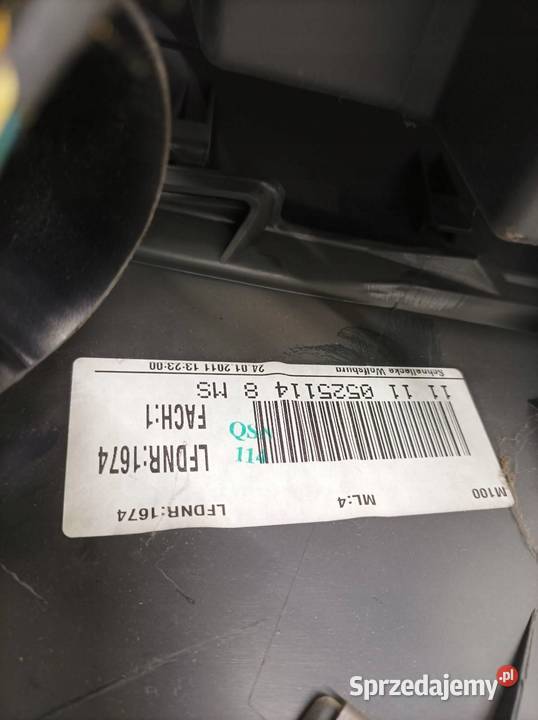 M100 ML:4 LFDNR:1674
LFDNR:1674
FACH:1
114
11 11 0525114 8 MS
Schnellecke Wolfsburg 24.01.2011 13:23:00
Sprzedajemy.pl